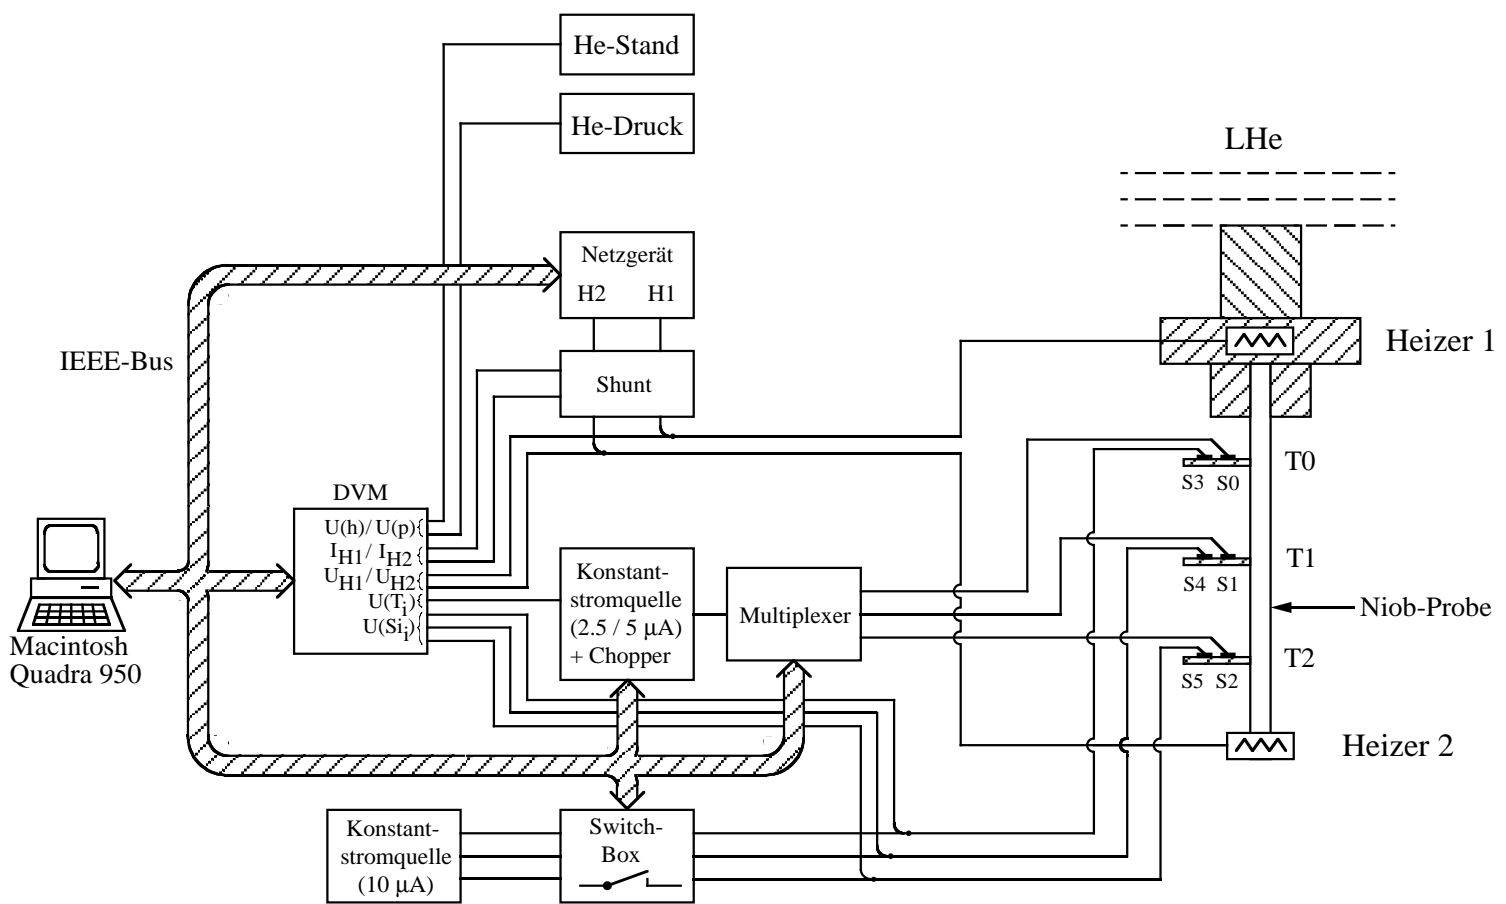 He-Stand
He-Druck
LHe
Netzgerät
H2 H1
IEEE-Bus
Shunt
Heizer 1
T0
S3 S0
DVM
U(h)/ U(p)
I_H1 / I_H2
U_H1 / U_H2
U(T_i)
U(Si_i)
Konstant-
stromquelle
(2.5 / 5 µA)
+ Chopper
Multiplexer
T1
S4 S1
Niob-Probe
T2
S5 S2
Macintosh
Quadra 950
Heizer 2
Konstant-
stromquelle
(10 µA)
Switch-
Box